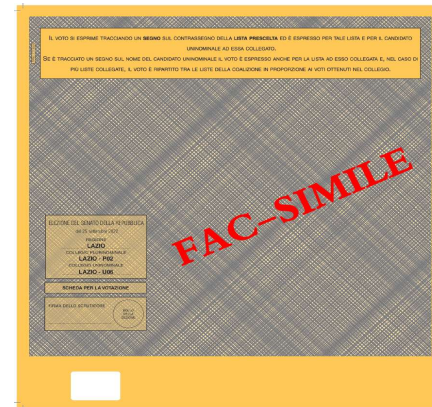 IL VOTO SI ESPRIME TRACCIANDO UN SEGNO SUL CONTRASSEGNO DELLA LISTA PRESCELTA ED È ESPRESSO PER TALE LISTA E PER IL CANDIDATO
UNINOMINALE AD ESSA COLLEGATO.
SE È TRACCIATO UN SEGNO SUL NOME DEL CANDIDATO UNINOMINALE IL VOTO È ESPRESSO ANCHE PER LA LISTA AD ESSO COLLEGATA E, NEL CASO DI
PIÙ LISTE COLLEGATE, IL VOTO È RIPARTITO TRA LE LISTE DELLA COALIZIONE IN PROPORZIONE AI VOTI OTTENUTI NEL COLLEGIO.
FAC-SIMILE
ELEZIONE DEL SENATO DELLA REPUBBLICA
del 25 settembre 2022
REGIONE
LAZIO
COLLEGIO PLURINOMINALE
LAZIO - P02
COLLEGIO UNINOMINALE
LAZIO - U06
SCHEDA PER LA VOTAZIONE
FIRMA DELLO SCRUTATORE
BOLLO
DELLA
SEZIONE